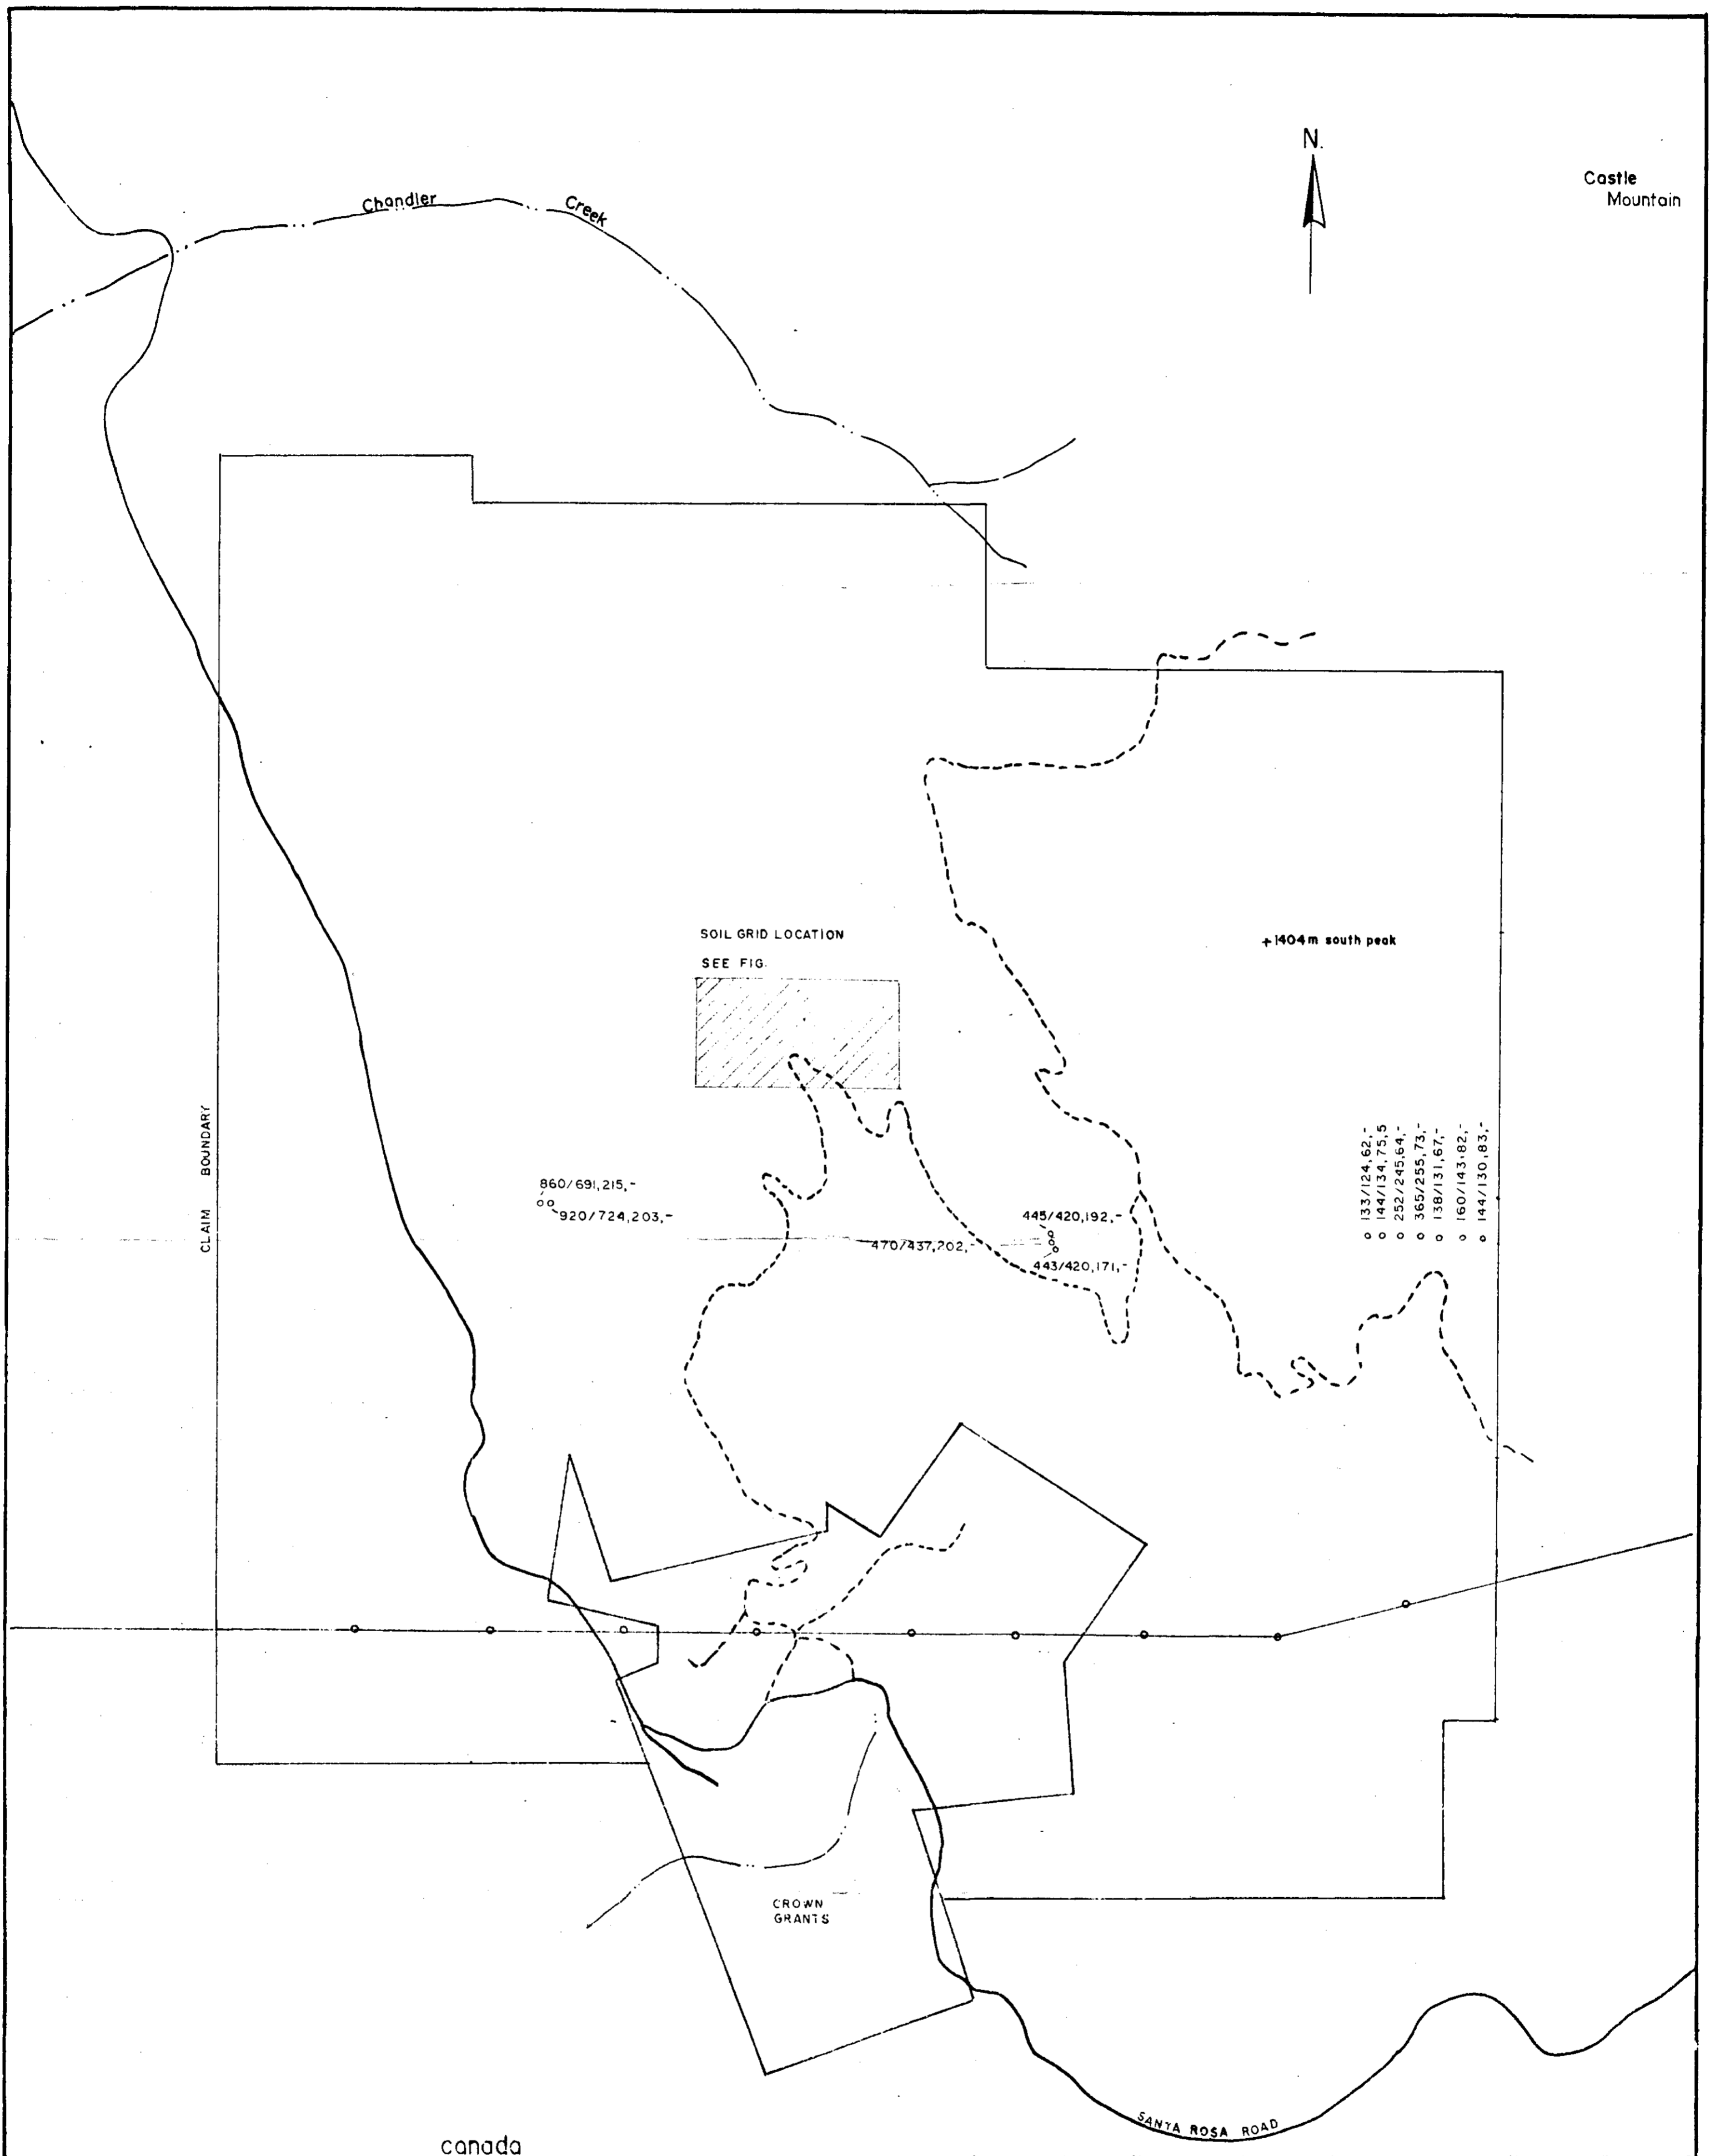 N.
Castle
Mountain
Chandler Creek
SOIL GRID LOCATION
SEE FIG.
+1404m south peak
CLAIM BOUNDARY
860/691,215,-
920/724,203,-
445/420,192,-
470/437,202,-
443/420,171,-
133/124,62,-
144/134,75,5
252/245,64,-
365/255,73,-
138/131,67,-
160/143,82,-
144/130,83,-
CROWN
GRANTS
SANTA ROSA ROAD
canada